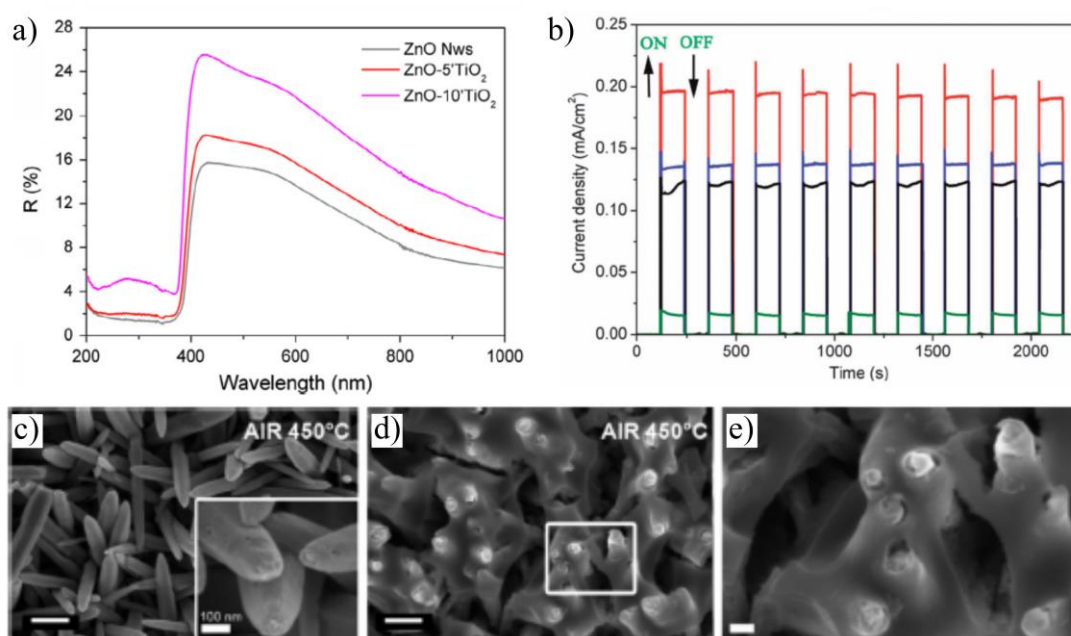 a)
28
24
20
16
12
8
4
0
R (%)
ZnO Nws
ZnO-5'TiO₂
ZnO-10'TiO₂
200
400
600
800
1000
Wavelength (nm)
b)
ON
OFF
0.25
0.20
0.15
0.10
0.05
0.00
Current density (mA/cm²)
0
500
1000
1500
2000
Time (s)
c)
AIR 450°C
100 nm
d)
AIR 450°C
e)